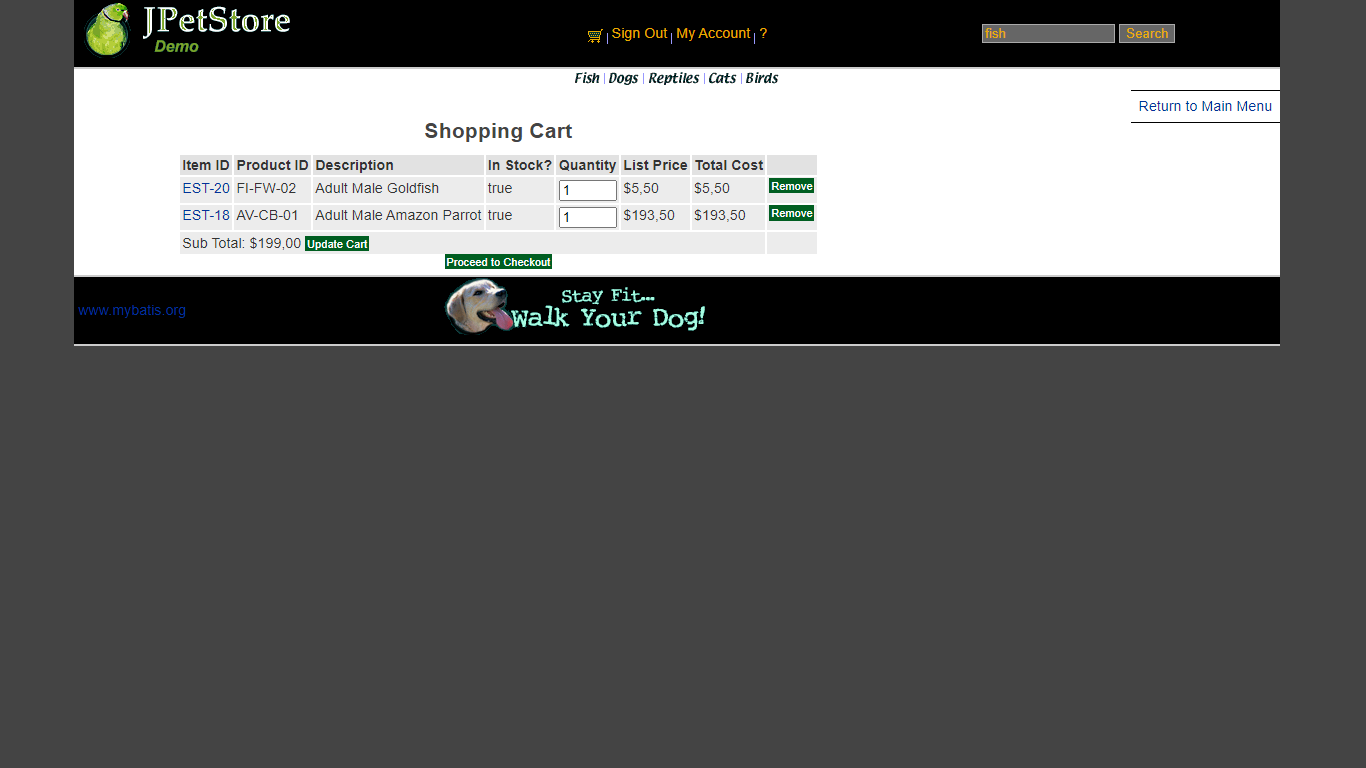 JPetStore
Demo
Sign Out My Account ?
fish Search
Fish Dogs Reptiles Cats Birds
Return to Main Menu
Shopping Cart
Item ID Product ID Description In Stock? Quantity List Price Total Cost
EST-20 FI-FW-02 Adult Male Goldfish true 1 $5,50 $5,50 Remove
EST-18 AV-CB-01 Adult Male Amazon Parrot true 1 $193,50 $193,50 Remove
Sub Total: $199,00 Update Cart
Proceed to Checkout
www.mybatis.org
Stay Fit...
Walk Your Dog!